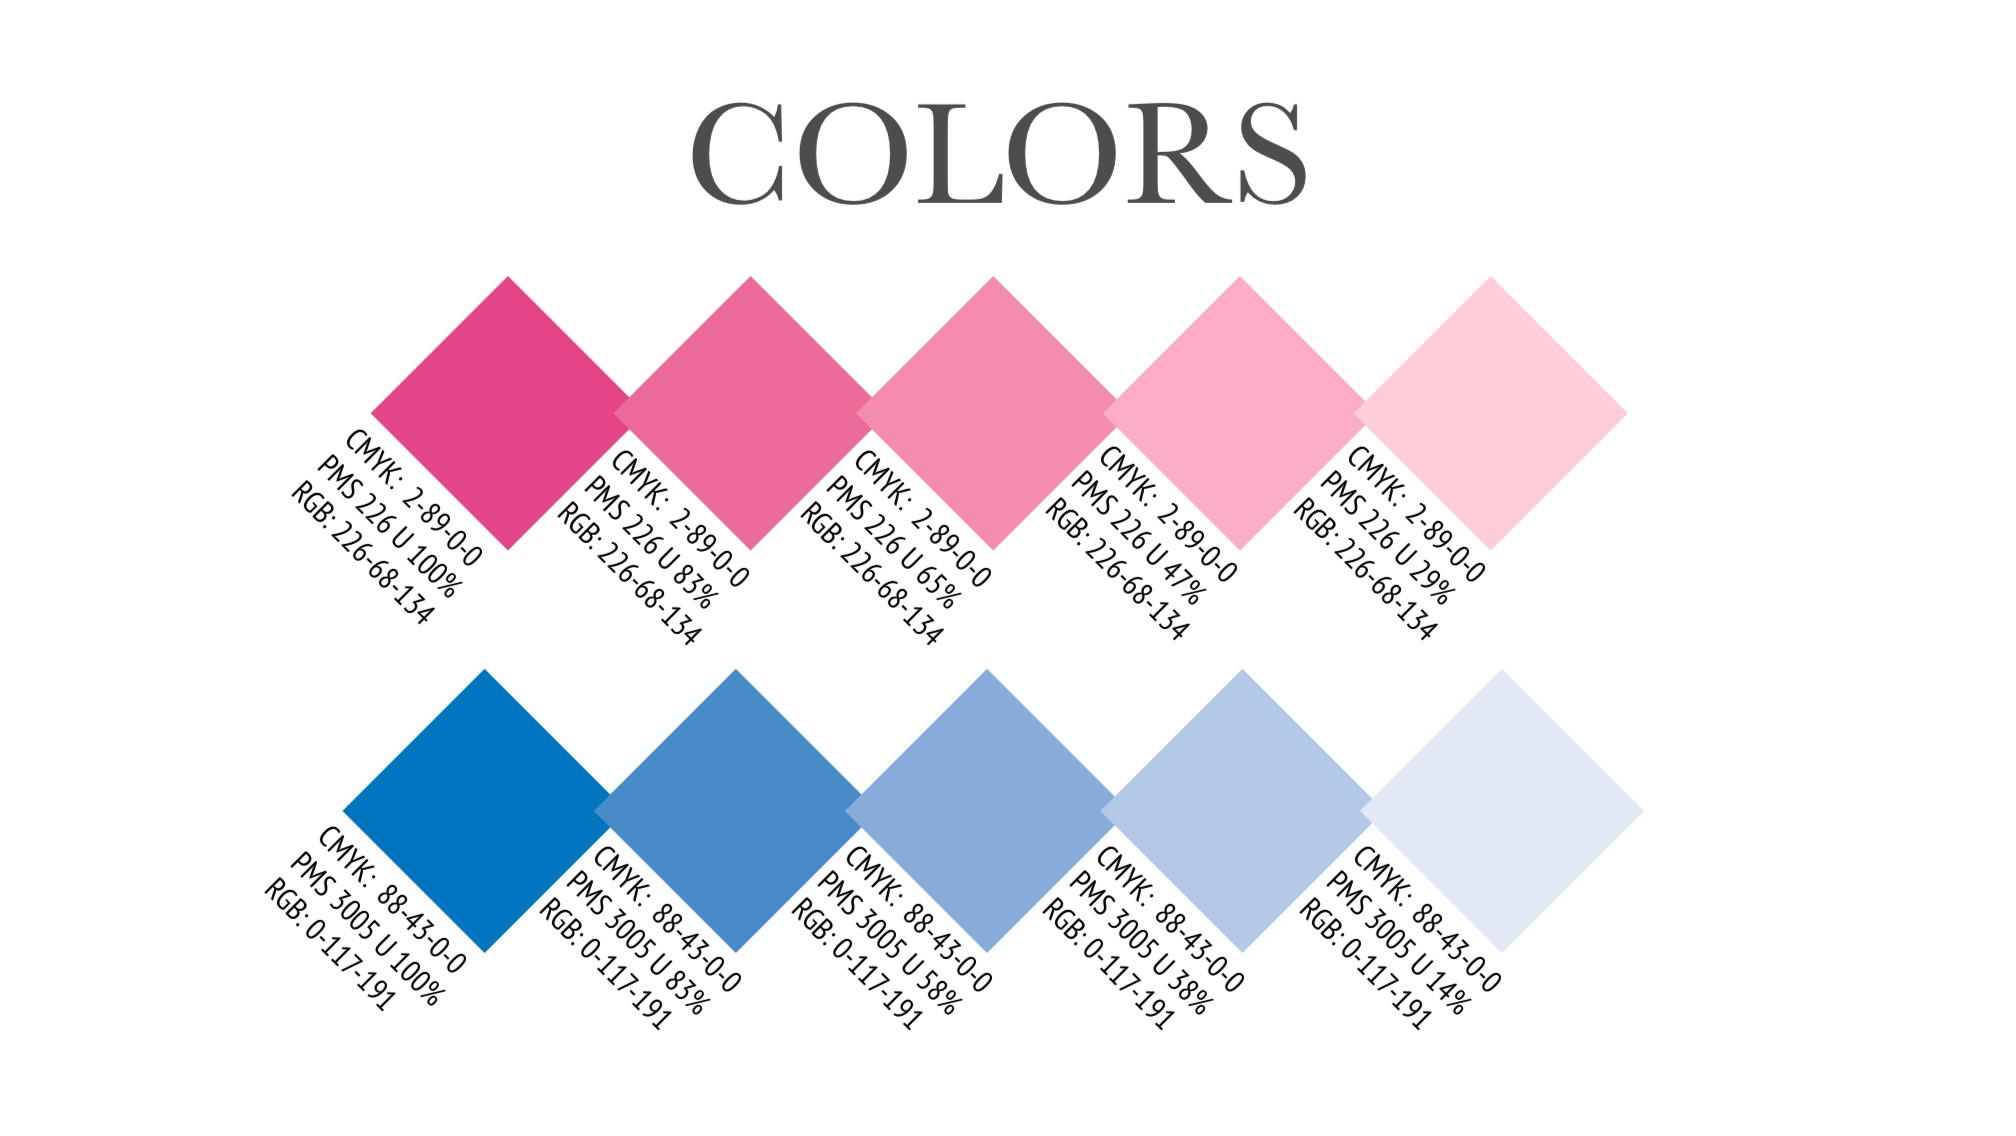 COLORS
CMYK: 2-89-0-0
PMS 226 U 100%
RGB: 226-68-134
CMYK: 2-89-0-0
PMS 226 U 83%
RGB: 226-68-134
CMYK: 2-89-0-0
PMS 226 U 65%
RGB: 226-68-134
CMYK: 2-89-0-0
PMS 226 U 47%
RGB: 226-68-134
CMYK: 2-89-0-0
PMS 226 U 29%
RGB: 226-68-134
CMYK: 88-43-0-0
PMS 3005 U 100%
RGB: 0-117-191
CMYK: 88-43-0-0
PMS 3005 U 83%
RGB: 0-117-191
CMYK: 88-43-0-0
PMS 3005 U 58%
RGB: 0-117-191
CMYK: 88-43-0-0
PMS 3005 U 38%
RGB: 0-117-191
CMYK: 88-43-0-0
PMS 3005 U 14%
RGB: 0-117-191